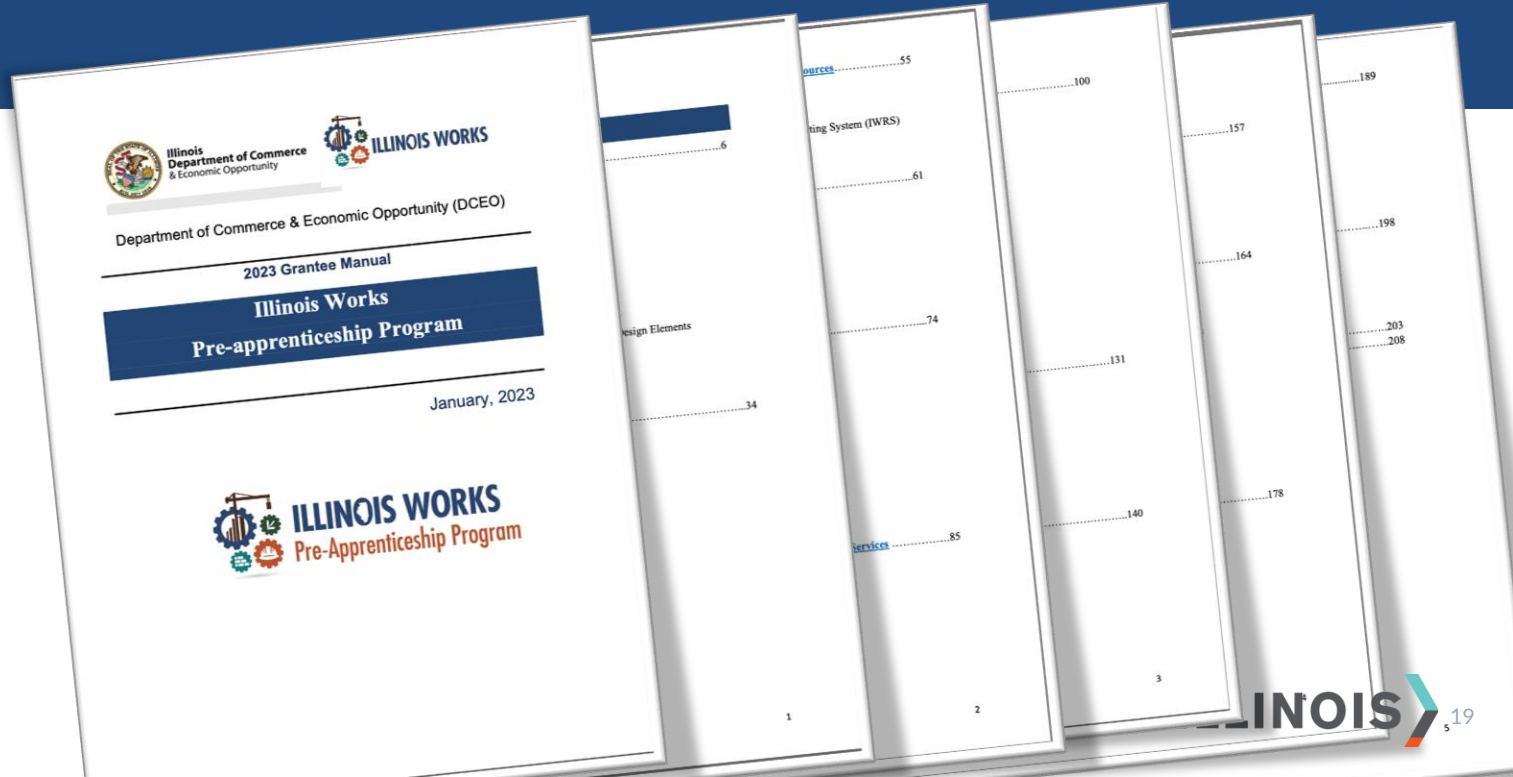 Illinois
Department of Commerce
& Economic Opportunity
ILLINOIS WORKS
Department of Commerce & Economic Opportunity (DCEO)
2023 Grantee Manual
Illinois Works
Pre-apprenticeship Program
January, 2023
ILLINOIS WORKS
Pre-Apprenticeship Program
6
Design Elements
34
1
ources 55
ting System (IWRS)
61
74
Services 85
2
100
131
140
3
157
164
178
4
189
198
203
208
5
INOIS
19